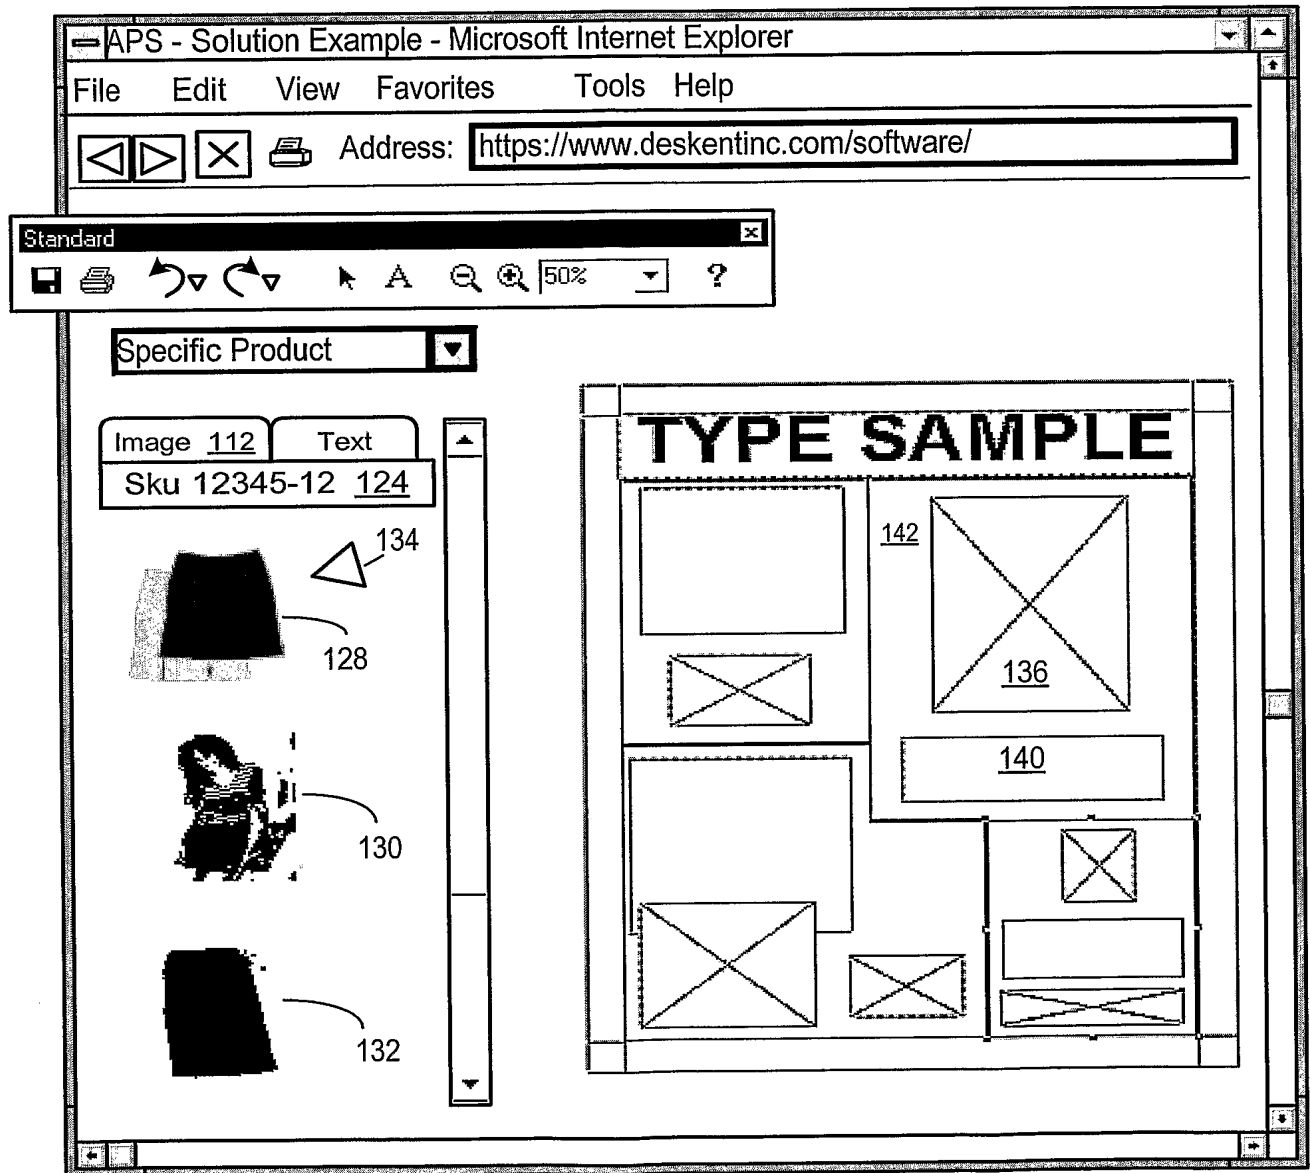 APS - Solution Example - Microsoft Internet Explorer
File Edit View Favorites Tools Help
Address: https://www.deskentinc.com/software/
Standard
A 50% ?
Specific Product
Image 112 Text
Sku 12345-12 124
134
128
130
132
TYPE SAMPLE
142
136
140